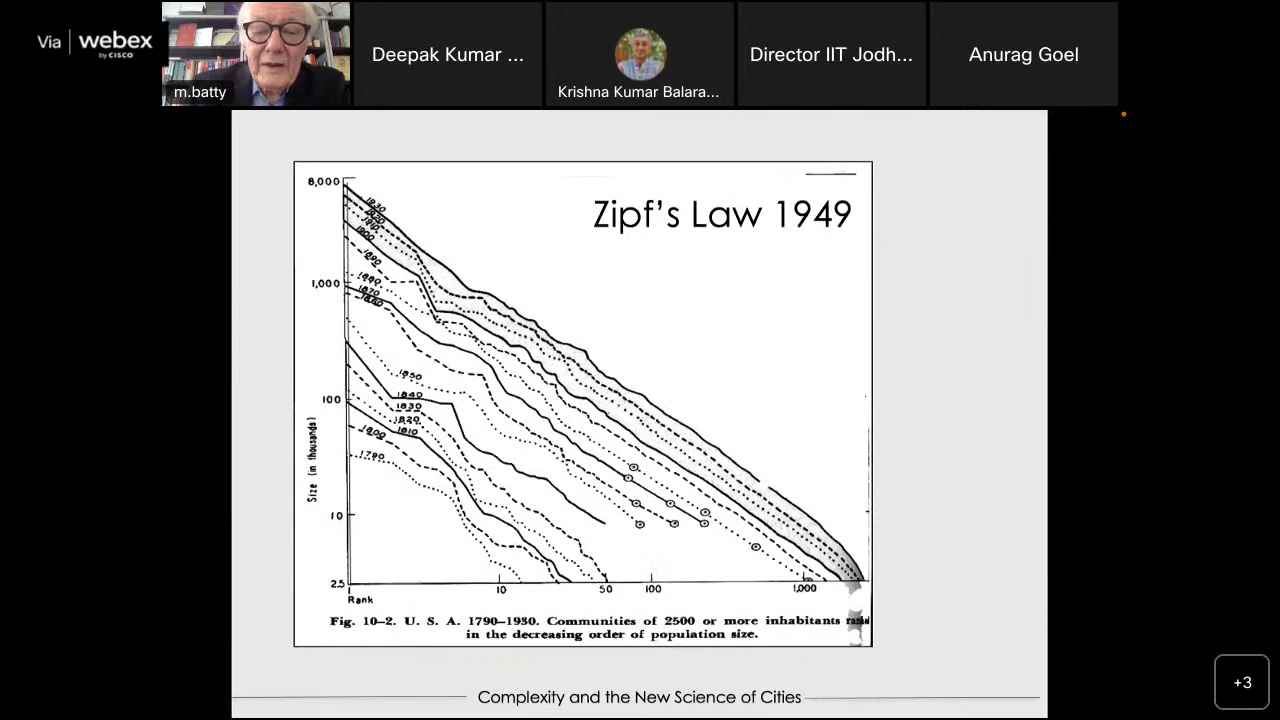 Via
webex
by CISCO
m.batty
Deepak Kumar ...
Krishna Kumar Balara...
Director IIT Jodh...
Anurag Goel
Zipf's Law 1949
8,000
1,000
100
10
2.5
Size (in thousands)
1930
1920
1910
1900
1890
1880
1870
1860
1850
1840
1830
1820
1810
1800
1790
1
10
50
100
1,000
Rank
Fig. 10-2. U. S. A. 1790-1930. Communities of 2500 or more inhabitants
in the decreasing order of population size.
Complexity and the New Science of Cities
+3